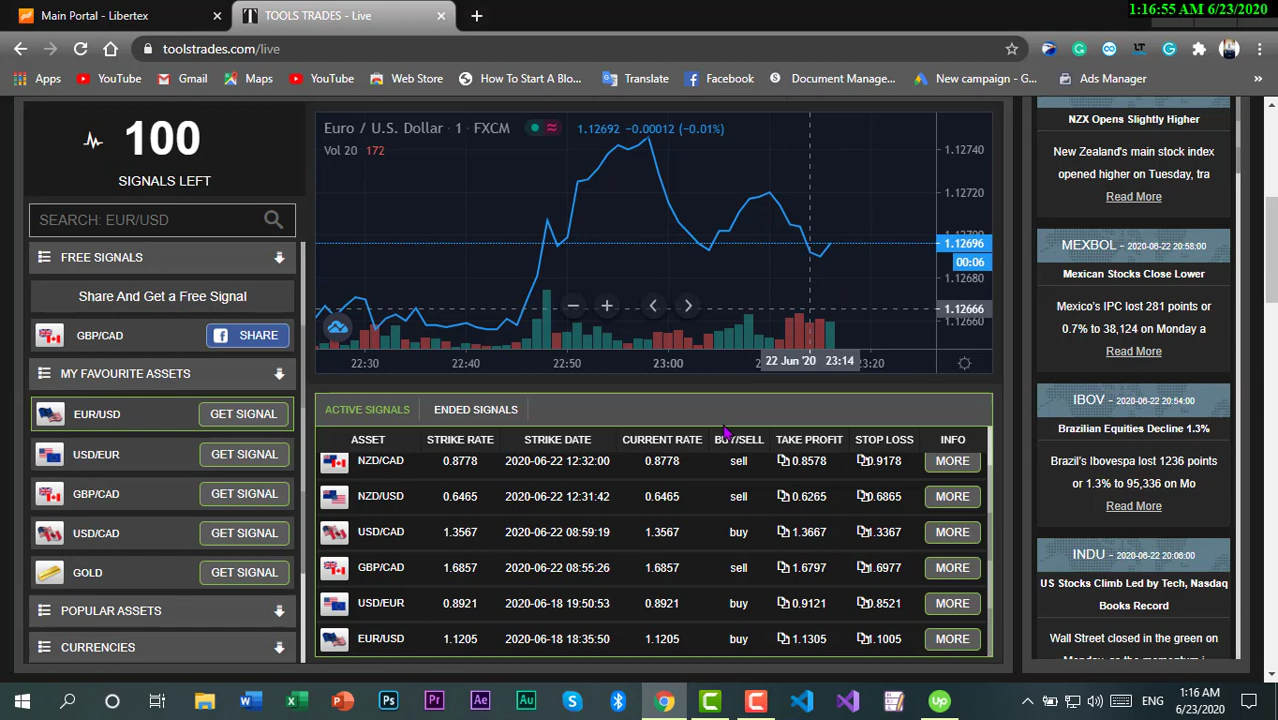 1:16:55 AM 6/23/2020
Main Portal - Libertex
TOOLS TRADES - Live
toolstrades.com/live
Apps YouTube Gmail Maps YouTube Web Store How To Start A Blo... Translate Facebook Document Manage... New campaign - G... Ads Manager »
100
SIGNALS LEFT
SEARCH: EUR/USD
FREE SIGNALS
Share And Get a Free Signal
GBP/CAD SHARE
MY FAVOURITE ASSETS
EUR/USD GET SIGNAL
USD/EUR GET SIGNAL
GBP/CAD GET SIGNAL
USD/CAD GET SIGNAL
GOLD GET SIGNAL
POPULAR ASSETS
CURRENCIES
Euro / U.S. Dollar · 1 · FXCM 1.12692 −0.00012 (−0.01%)
Vol 20 172
1.12740
1.12720
1.12700
1.12696
00:06
1.12680
1.12666
1.12660
22:30 22:40 22:50 23:00 22 Jun '20 23:14 23:20
ACTIVE SIGNALS ENDED SIGNALS
ASSET STRIKE RATE STRIKE DATE CURRENT RATE BUY/SELL TAKE PROFIT STOP LOSS INFO
NZD/CAD 0.8778 2020-06-22 12:32:00 0.8778 sell 0.8578 0.9178 MORE
NZD/USD 0.6465 2020-06-22 12:31:42 0.6465 sell 0.6265 0.6865 MORE
USD/CAD 1.3567 2020-06-22 08:59:19 1.3567 buy 1.3667 1.3367 MORE
GBP/CAD 1.6857 2020-06-22 08:55:26 1.6857 sell 1.6797 1.6977 MORE
USD/EUR 0.8921 2020-06-18 19:50:53 0.8921 buy 0.9121 0.8521 MORE
EUR/USD 1.1205 2020-06-18 18:35:50 1.1205 buy 1.1305 1.1005 MORE
NZX Opens Slightly Higher
New Zealand's main stock index
opened higher on Tuesday, tra
Read More
MEXBOL - 2020-06-22 20:58:00
Mexican Stocks Close Lower
Mexico's IPC lost 281 points or
0.7% to 38,124 on Monday a
Read More
IBOV - 2020-06-22 20:54:00
Brazilian Equities Decline 1.3%
Brazil's Ibovespa lost 1236 points
or 1.3% to 95,336 on Mo
Read More
INDU - 2020-06-22 20:06:00
US Stocks Climb Led by Tech, Nasdaq
Books Record
Wall Street closed in the green on
ENG
1:16 AM
6/23/2020